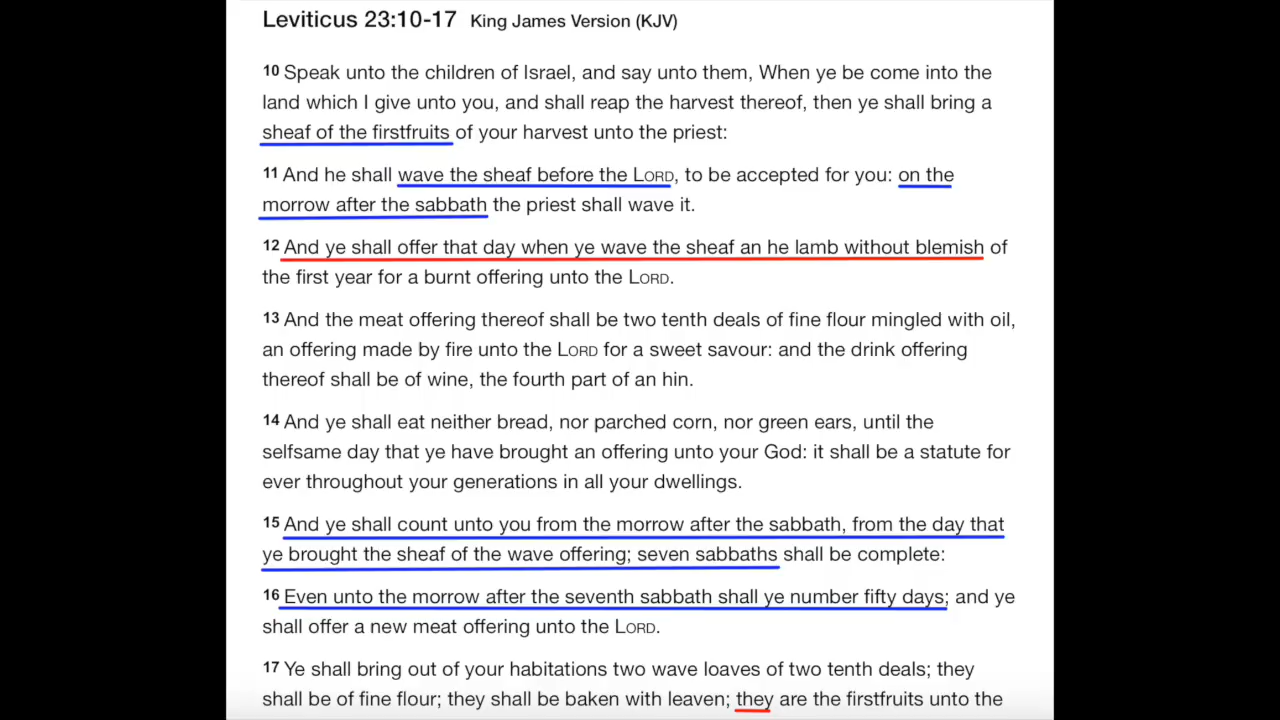 Leviticus 23:10-17 King James Version (KJV)
10 Speak unto the children of Israel, and say unto them, When ye be come into the
land which I give unto you, and shall reap the harvest thereof, then ye shall bring a
sheaf of the firstfruits of your harvest unto the priest:
11 And he shall wave the sheaf before the LORD, to be accepted for you: on the
morrow after the sabbath the priest shall wave it.
12 And ye shall offer that day when ye wave the sheaf an he lamb without blemish of
the first year for a burnt offering unto the LORD.
13 And the meat offering thereof shall be two tenth deals of fine flour mingled with oil,
an offering made by fire unto the LORD for a sweet savour: and the drink offering
thereof shall be of wine, the fourth part of an hin.
14 And ye shall eat neither bread, nor parched corn, nor green ears, until the
selfsame day that ye have brought an offering unto your God: it shall be a statute for
ever throughout your generations in all your dwellings.
15 And ye shall count unto you from the morrow after the sabbath, from the day that
ye brought the sheaf of the wave offering; seven sabbaths shall be complete:
16 Even unto the morrow after the seventh sabbath shall ye number fifty days; and ye
shall offer a new meat offering unto the LORD.
17 Ye shall bring out of your habitations two wave loaves of two tenth deals; they
shall be of fine flour; they shall be baken with leaven; they are the firstfruits unto the